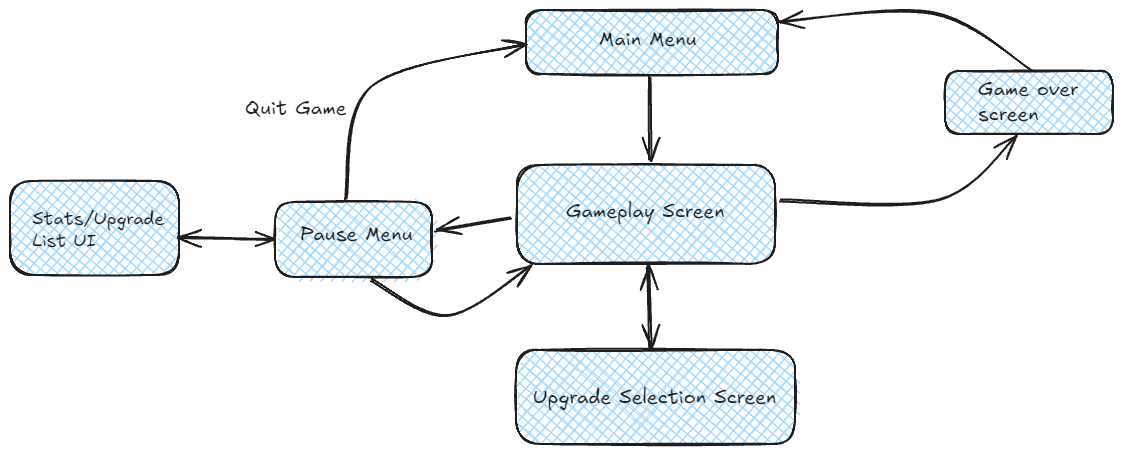 Main Menu
Game over
screen
Quit Game
Stats/Upgrade
List UI
Pause Menu
Gameplay Screen
Upgrade Selection Screen